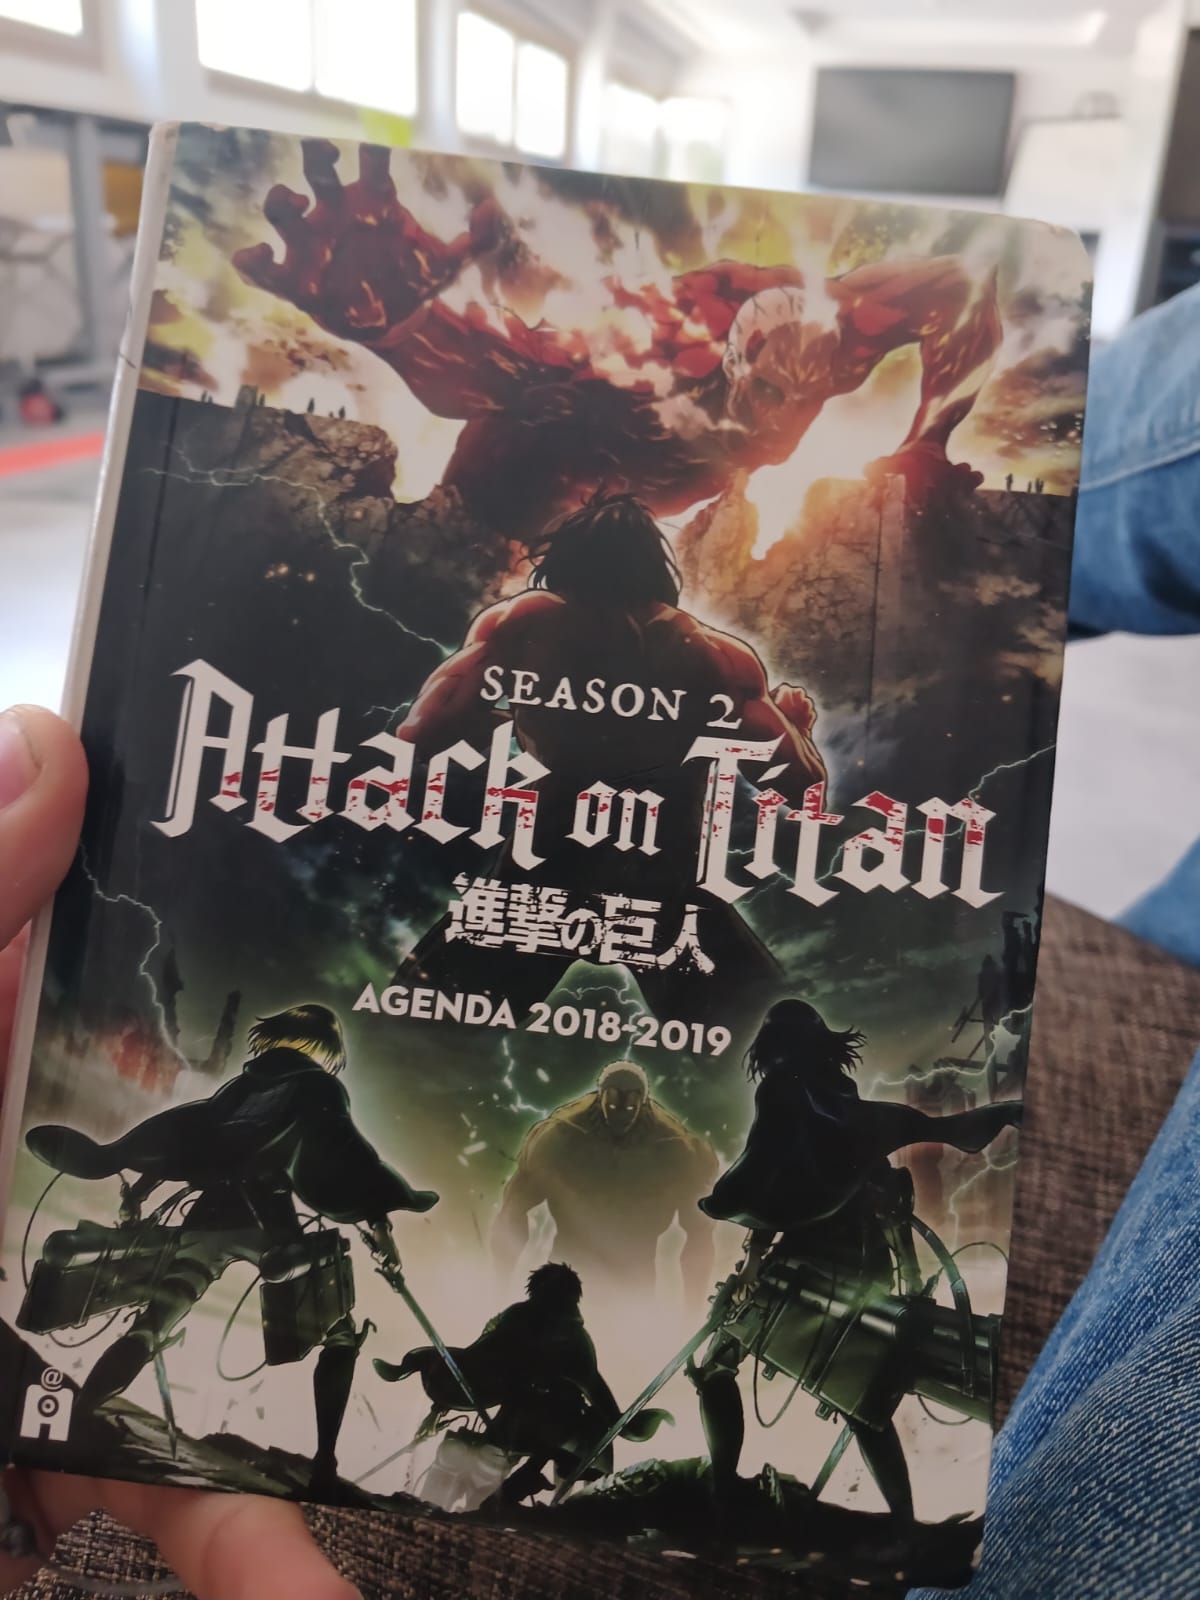 SEASON 2
Attack on Titan
進撃の巨人
AGENDA 2018-2019
@